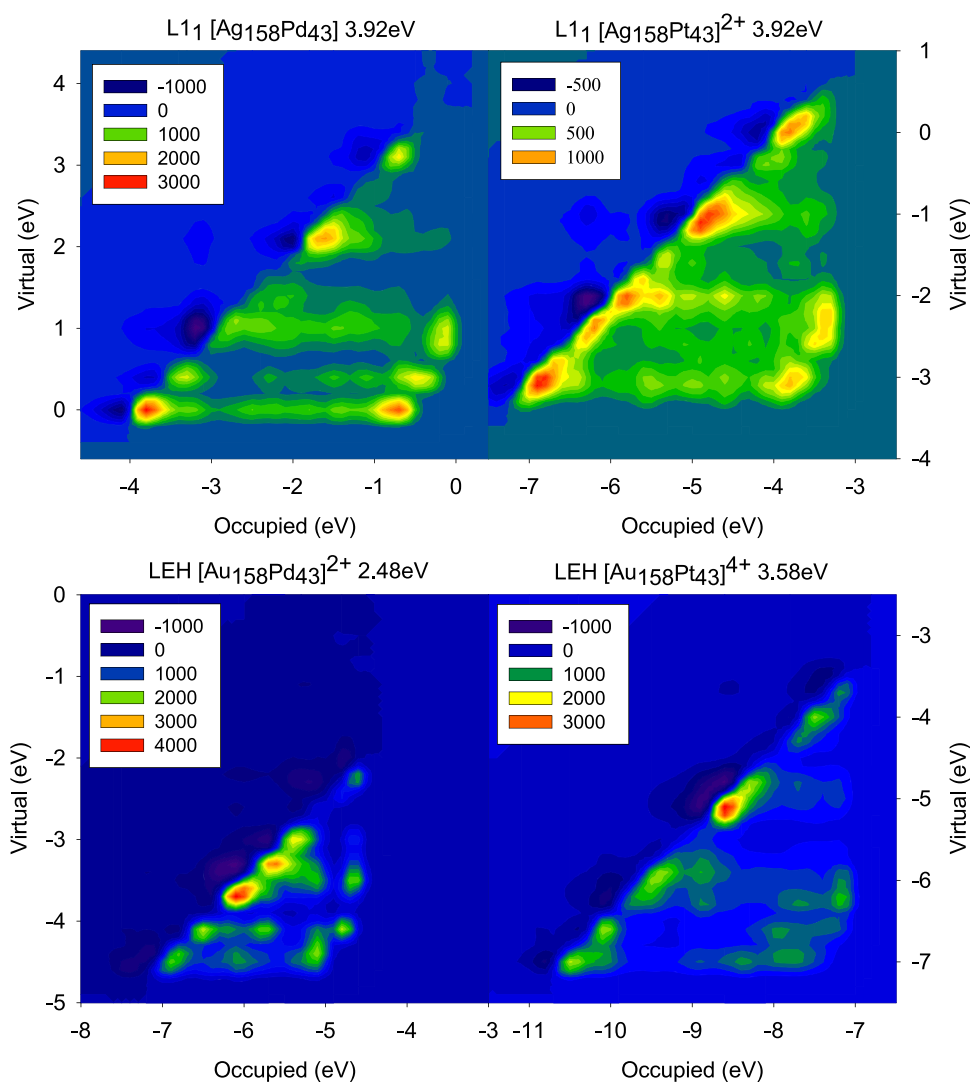 L1₁ [Ag₁₅₈Pd₄₃] 3.92eV
L1₁ [Ag₁₅₈Pt₄₃]²⁺ 3.92eV
-1000
0
1000
2000
3000
-500
0
500
1000
4
3
2
1
0
Virtual (eV)
1
0
-1
-2
-3
-4
Virtual (eV)
-4 -3 -2 -1 0
-7 -6 -5 -4 -3
Occupied (eV)
Occupied (eV)
LEH [Au₁₅₈Pd₄₃]²⁺ 2.48eV
LEH [Au₁₅₈Pt₄₃]⁴⁺ 3.58eV
-1000
0
1000
2000
3000
4000
-1000
0
1000
2000
3000
0
-1
-2
-3
-4
-5
Virtual (eV)
-3
-4
-5
-6
-7
Virtual (eV)
-8 -7 -6 -5 -4 -3
-11 -10 -9 -8 -7
Occupied (eV)
Occupied (eV)